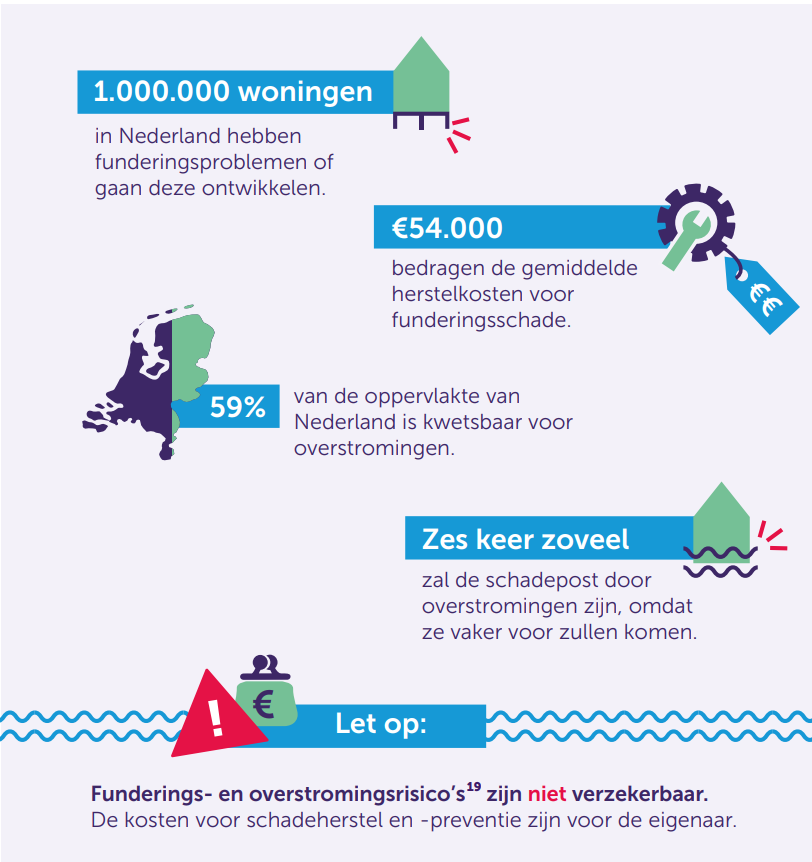 1.000.000 woningen
in Nederland hebben
funderingsproblemen of
gaan deze ontwikkelen.
€54.000
bedragen de gemiddelde
herstelkosten voor
funderingsschade.
€€
59%
van de oppervlakte van
Nederland is kwetsbaar voor
overstromingen.
Zes keer zoveel
zal de schadepost door
overstromingen zijn, omdat
ze vaker voor zullen komen.
€
!
Let op:
Funderings- en overstromingsrisico's¹⁹ zijn niet verzekerbaar.
De kosten voor schadeherstel en -preventie zijn voor de eigenaar.